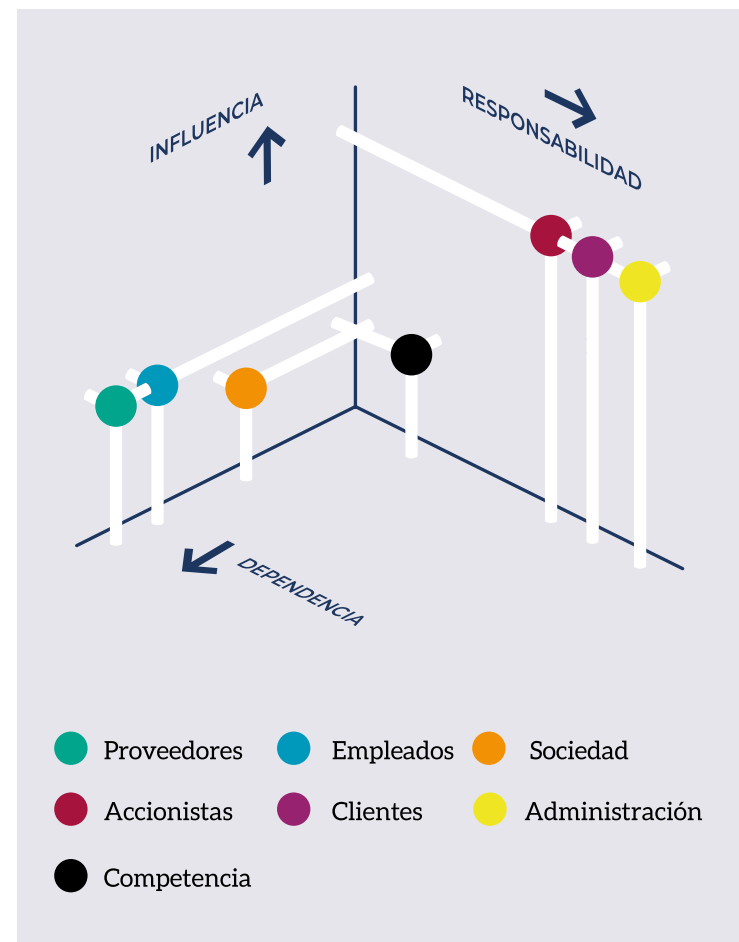 INFLUENCIA
RESPONSABILIDAD
DEPENDENCIA
Proveedores
Empleados
Sociedad
Accionistas
Clientes
Administración
Competencia